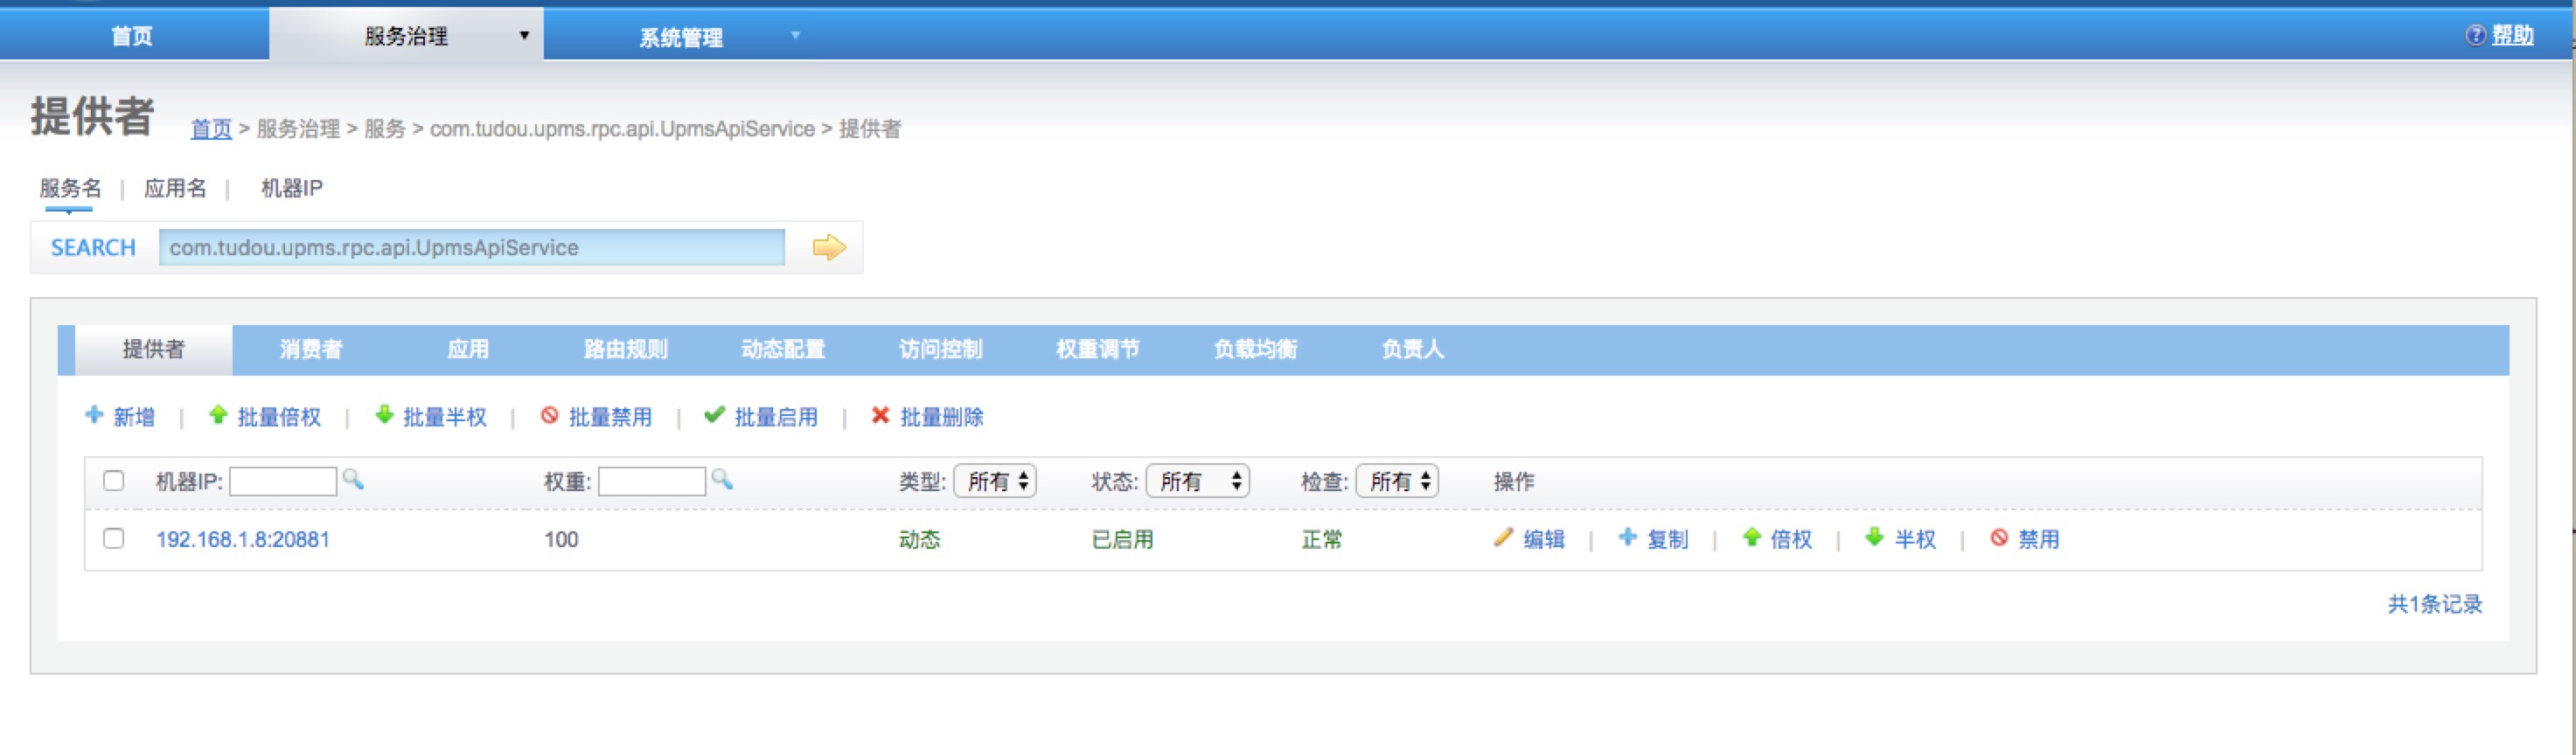 首页 服务治理 系统管理 帮助
提供者 首页 > 服务治理 > 服务 > com.tudou.upms.rpc.api.UpmsApiService > 提供者
服务名 | 应用名 | 机器IP
SEARCH com.tudou.upms.rpc.api.UpmsApiService
提供者 消费者 应用 路由规则 动态配置 访问控制 权重调节 负载均衡 负责人
新增 | 批量倍权 | 批量半权 | 批量禁用 | 批量启用 | 批量删除
机器IP: 权重: 类型: 所有 状态: 所有 检查: 所有 操作
192.168.1.8:20881 100 动态 已启用 正常 编辑 | 复制 | 倍权 | 半权 | 禁用
共1条记录